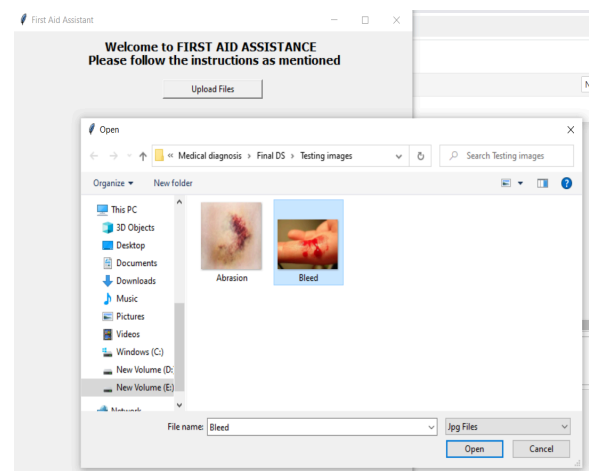 First Aid Assistant
Welcome to FIRST AID ASSISTANCE
Please follow the instructions as mentioned
Upload Files
N
Open
« Medical diagnosis › Final DS › Testing images
Search Testing images
Organize
New folder
This PC
3D Objects
Desktop
Documents
Downloads
Music
Pictures
Videos
Windows (C:)
New Volume (D:
New Volume (E:)
Network
Abrasion
Bleed
File name: Bleed
Jpg Files
Open
Cancel